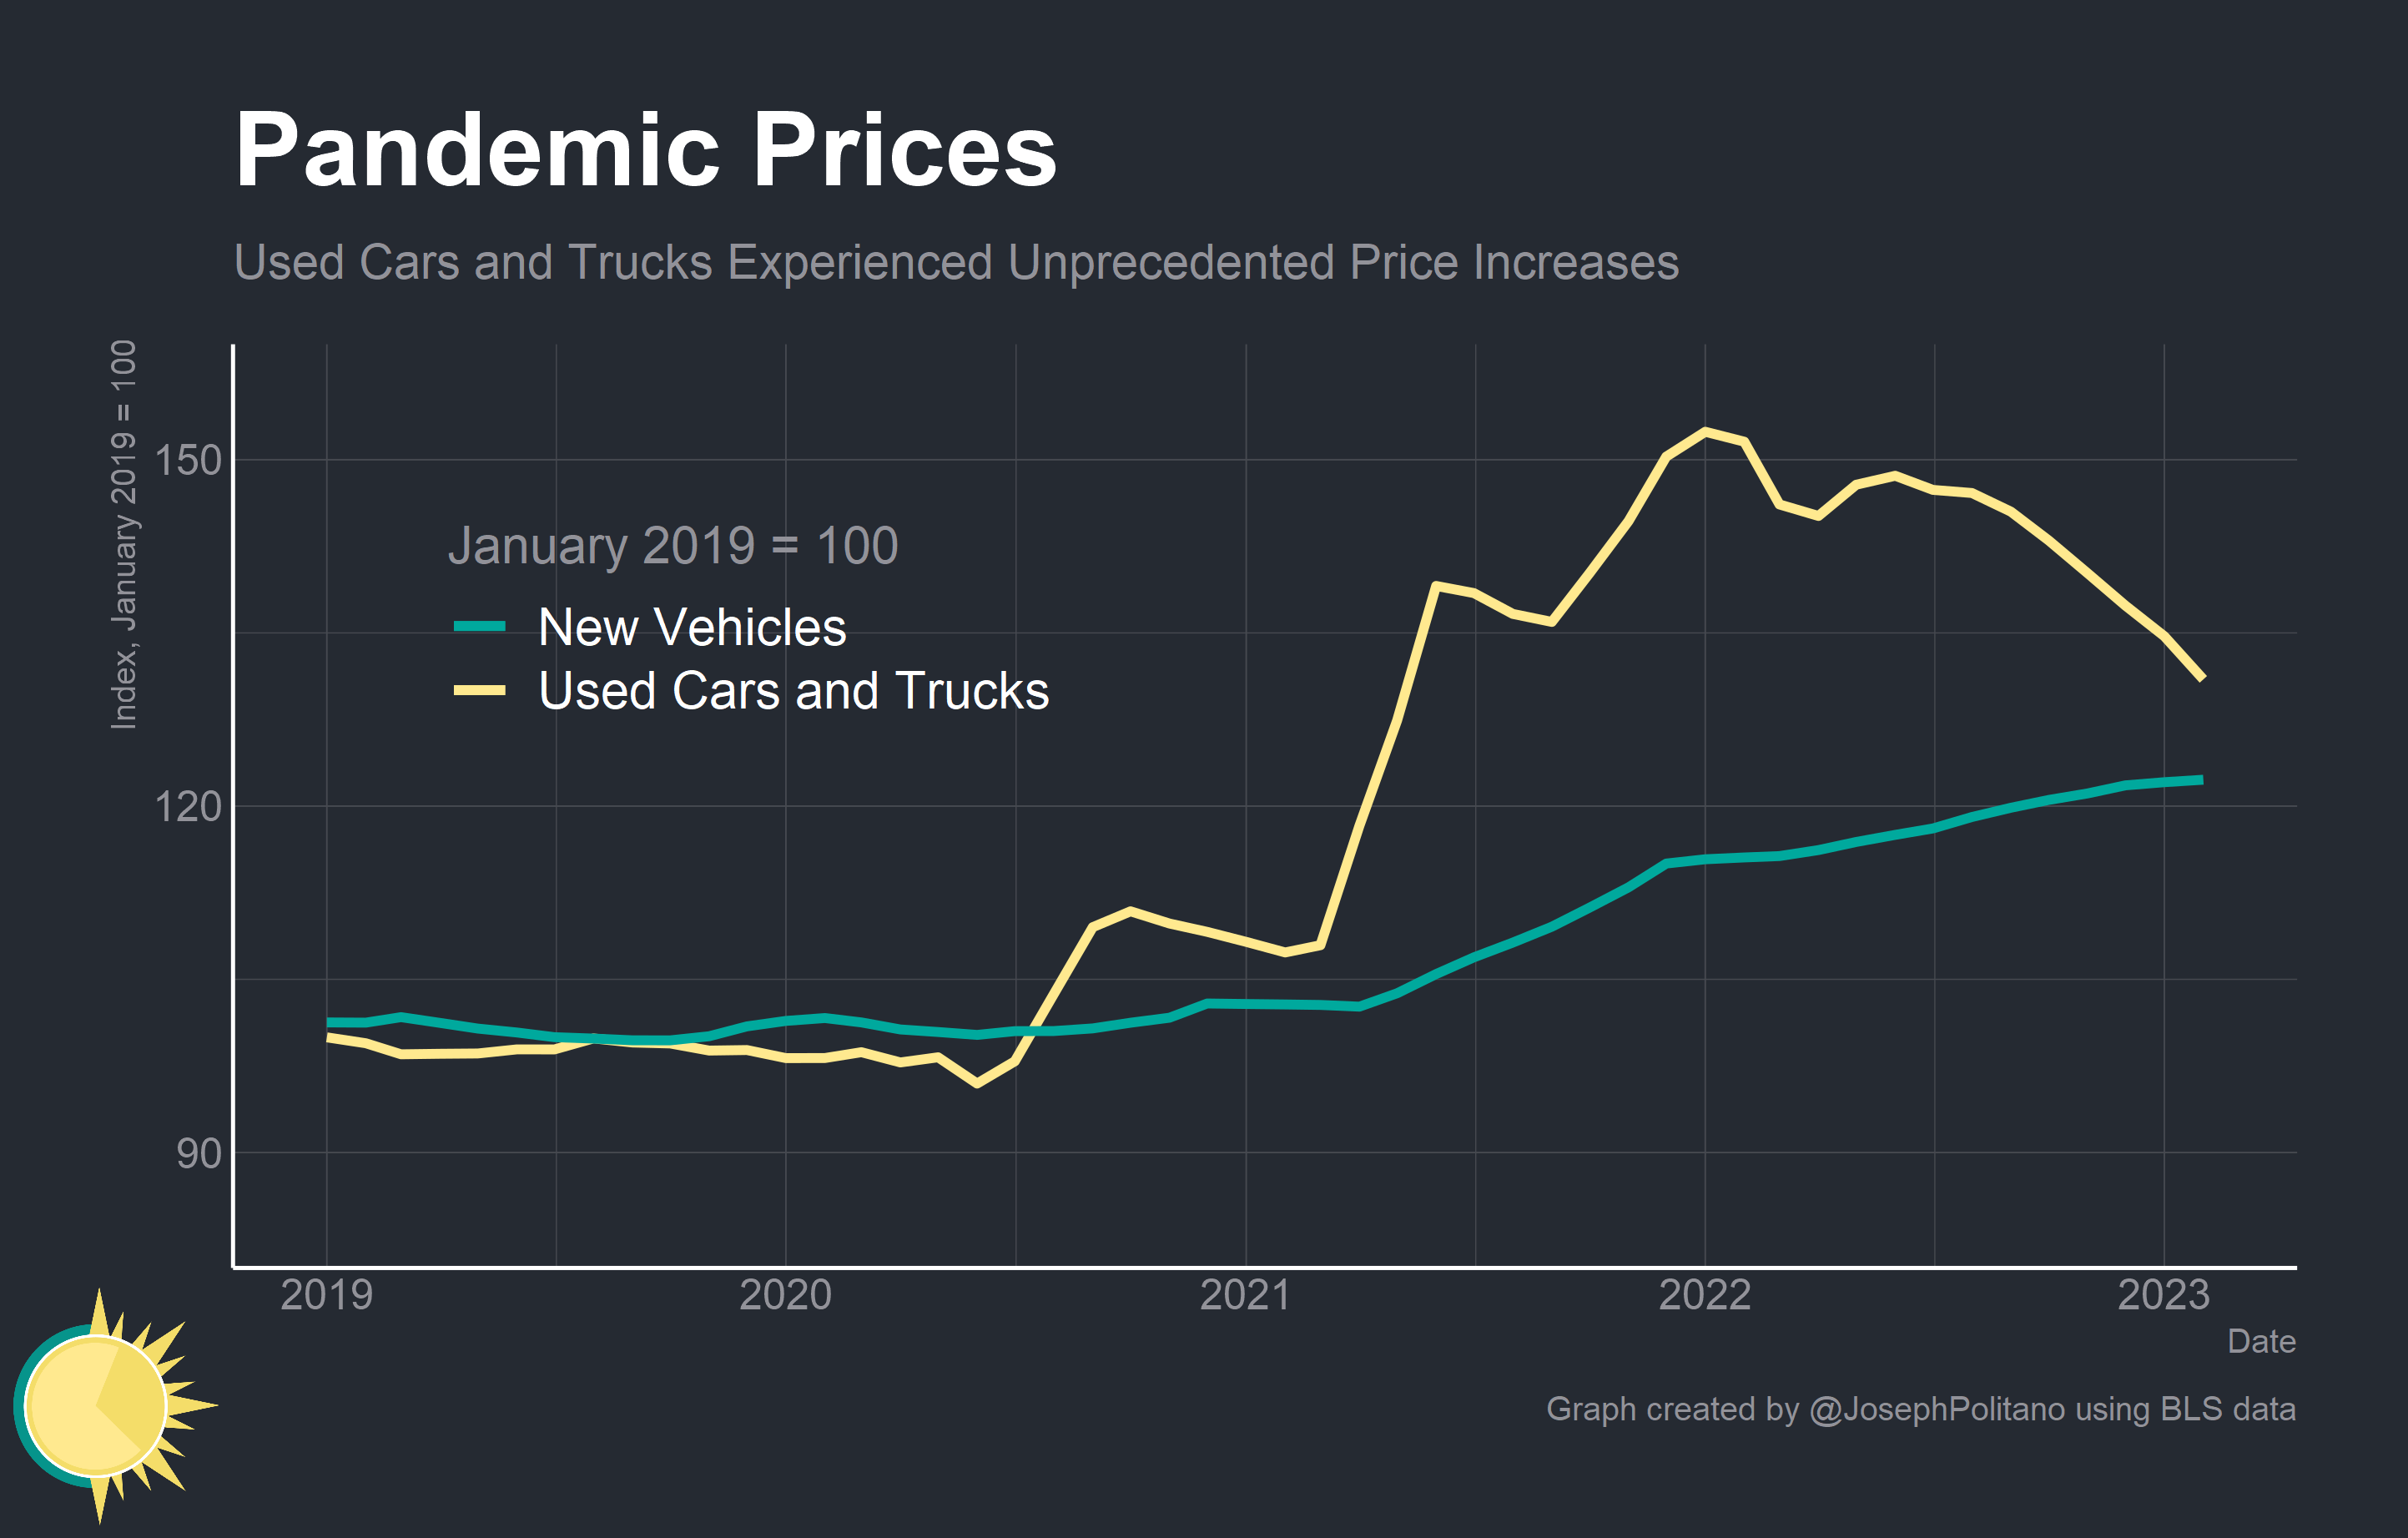 Pandemic Prices
Used Cars and Trucks Experienced Unprecedented Price Increases
Index, January 2019 = 100
150
120
90
January 2019 = 100
New Vehicles
Used Cars and Trucks
2019
2020
2021
2022
2023
Date
Graph created by @JosephPolitano using BLS data